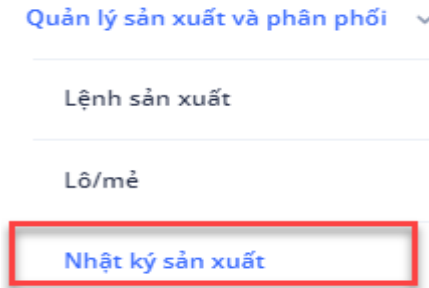 Quản lý sản xuất và phân phối
Lệnh sản xuất
Lô/mẻ
Nhật ký sản xuất